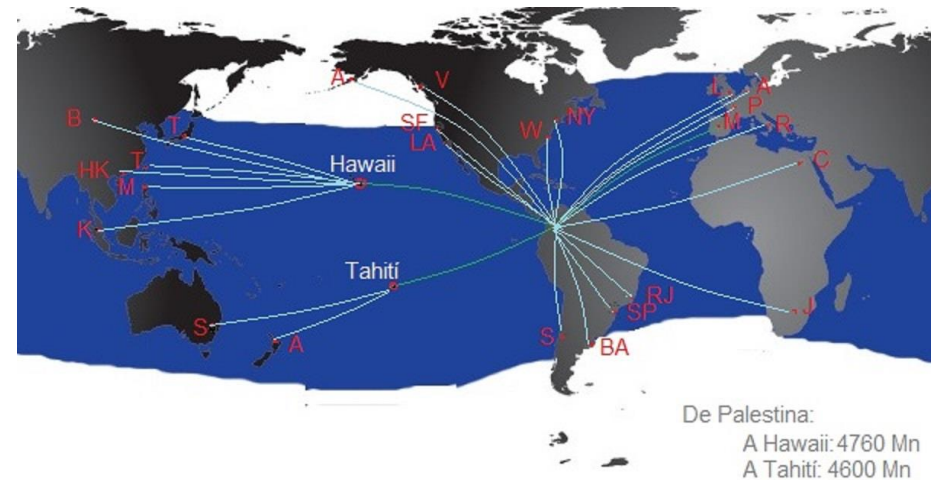 A
V
L
A
P
B
T
SF
NY
M
R
W
LA
T
HK
C
Hawaii
M
K
Tahití
RJ
J
SP
S
A
S
BA
De Palestina:
A Hawaii: 4760 Mn
A Tahití: 4600 Mn